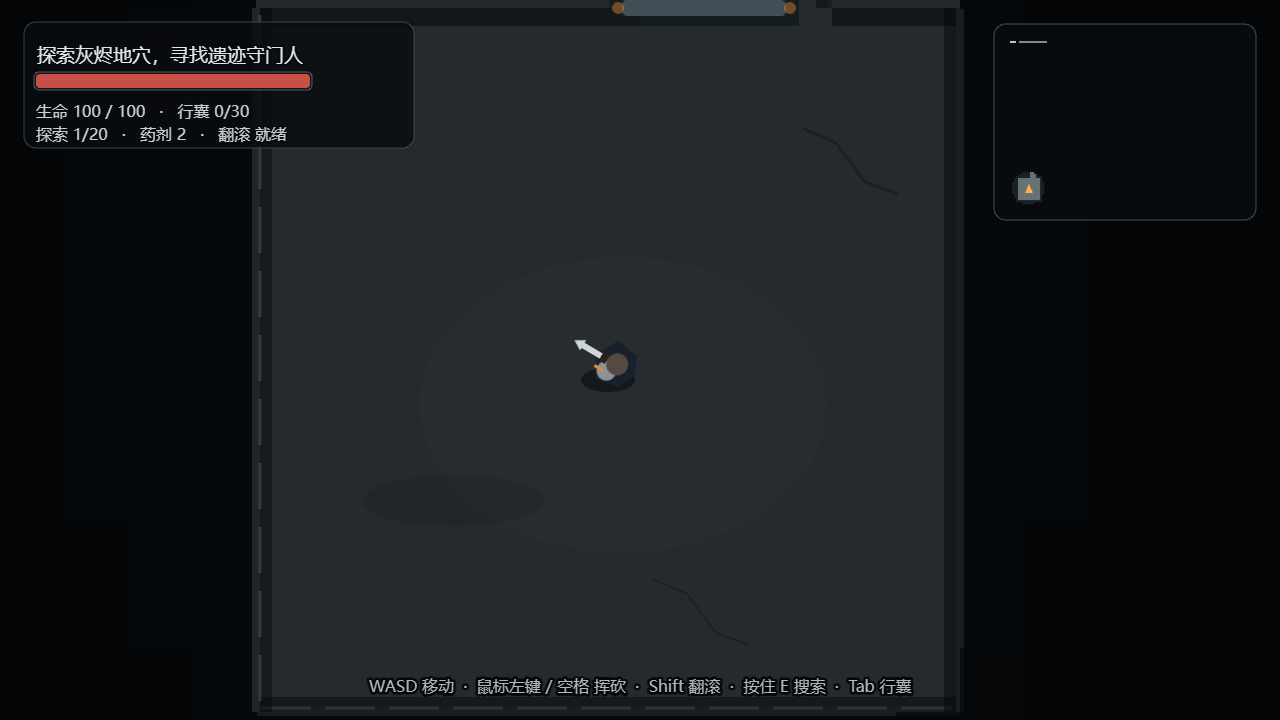 探索灰烬地穴，寻找遗迹守门人
生命 100 / 100 · 行囊 0/30
探索 1/20 · 药剂 2 · 翻滚 就绪
WASD 移动 · 鼠标左键 / 空格 挥砍 · Shift 翻滚 · 按住 E 搜索 · Tab 行囊